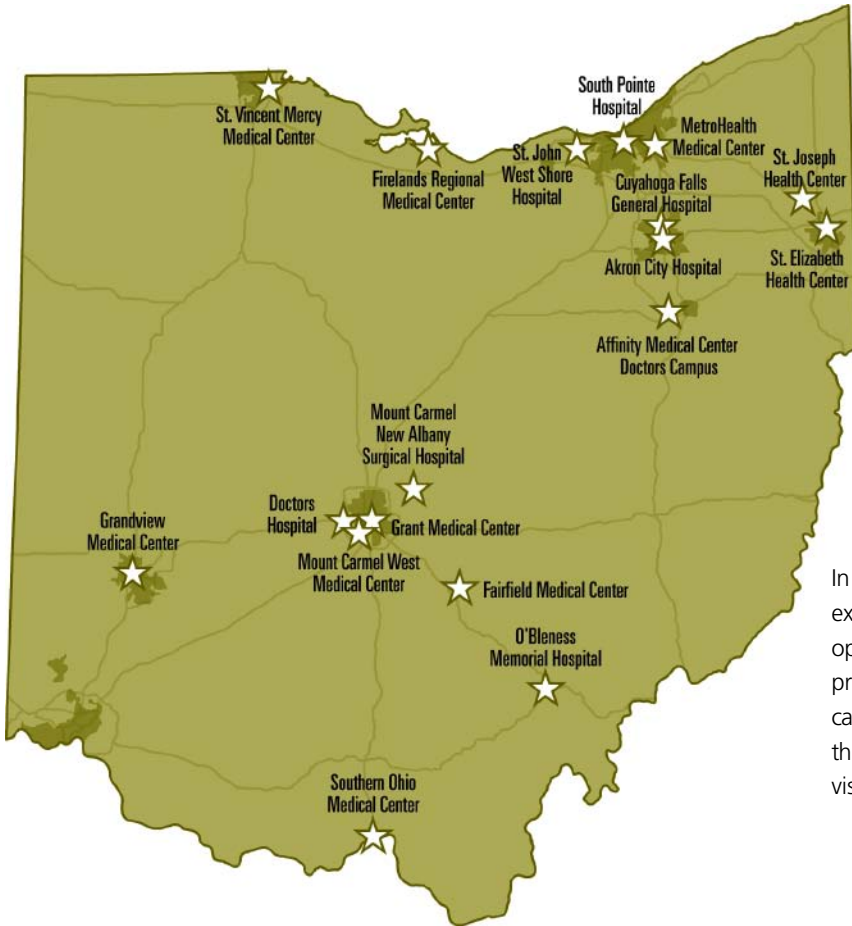 South Pointe
Hospital
St. Vincent Mercy
Medical Center
MetroHealth
Medical Center
Firelands Regional
Medical Center
St. John
West Shore
Hospital
St. Joseph
Health Center
Cuyahoga Falls
General Hospital
Akron City Hospital
St. Elizabeth
Health Center
Affinity Medical Center
Doctors Campus
Mount Carmel
New Albany
Surgical Hospital
Doctors
Hospital
Grant Medical Center
Grandview
Medical Center
Mount Carmel West
Medical Center
Fairfield Medical Center
O'Bleness
Memorial Hospital
Southern Ohio
Medical Center
In
ex
op
pr
ca
th
vis